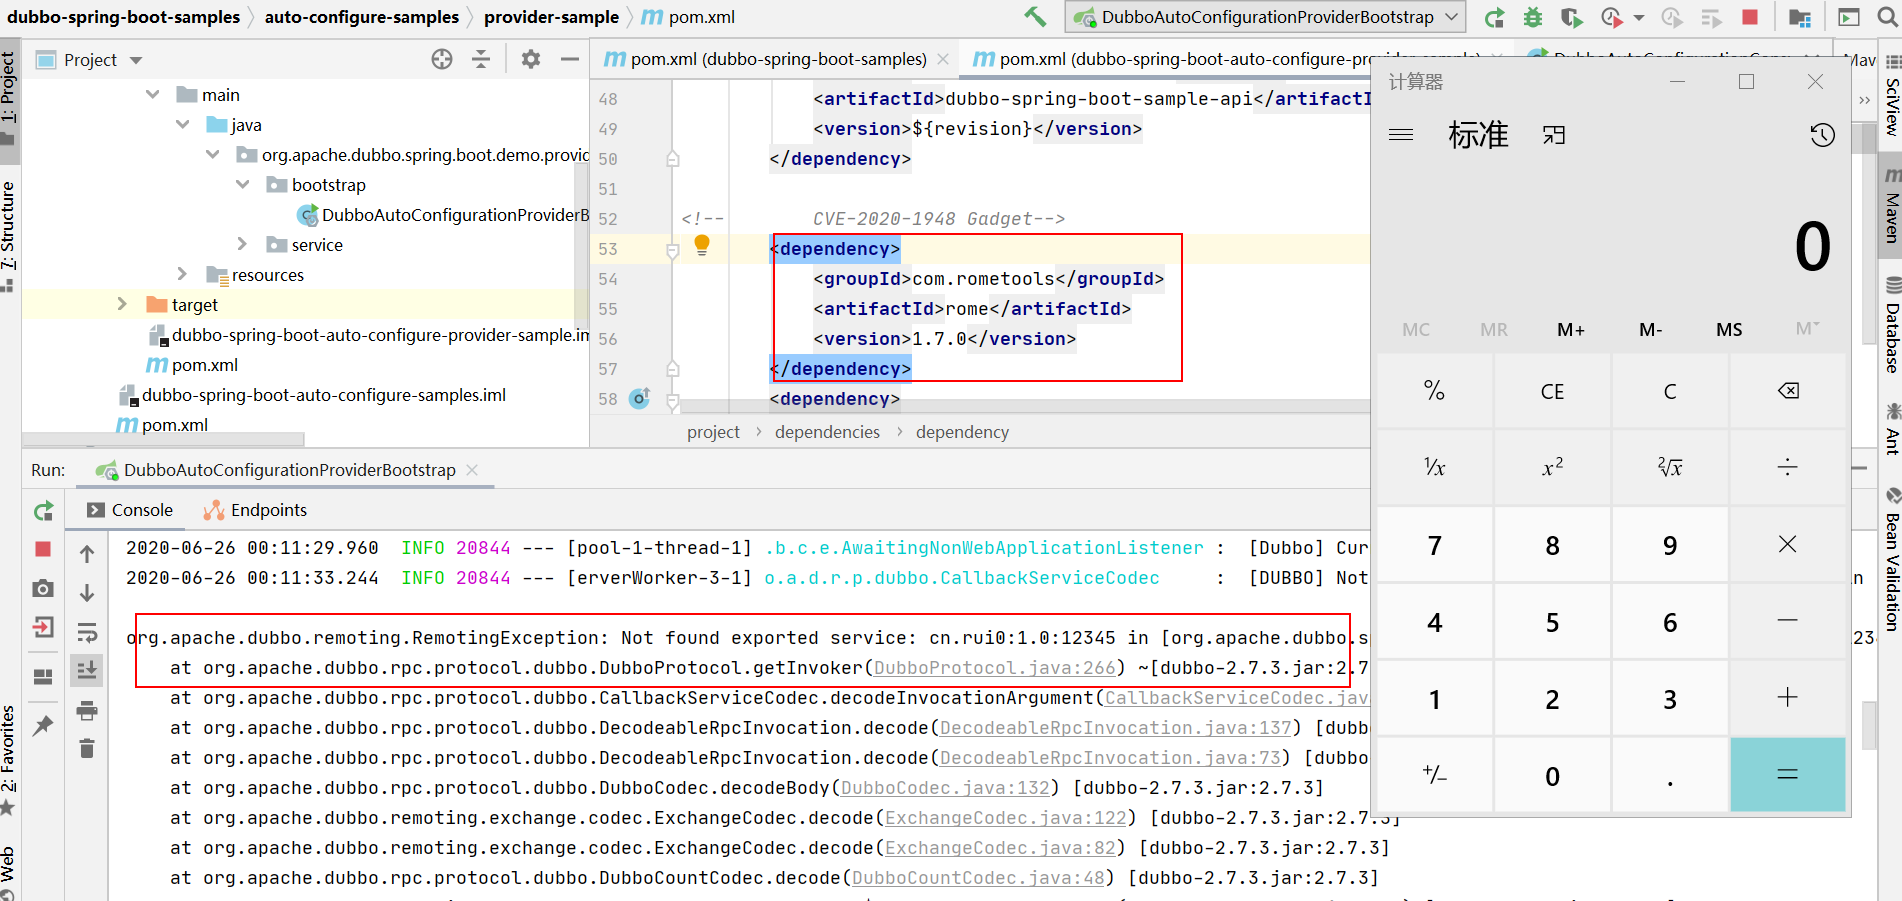 dubbo-spring-boot-samples auto-configure-samples provider-sample pom.xml
DubboAutoConfigurationProviderBootstrap
1: Project
7: Structure
2: Favorites
Web
Project
main
java
org.apache.dubbo.spring.boot.demo.provid
bootstrap
DubboAutoConfigurationProviderB
service
resources
target
dubbo-spring-boot-auto-configure-provider-sample.im
pom.xml
dubbo-spring-boot-auto-configure-samples.iml
pom.xml
pom.xml (dubbo-spring-boot-samples)
pom.xml (dubbo-spring-boot-auto-configure-provider-sample)
48 <artifactId>dubbo-spring-boot-sample-api</artifactI
49 <version>${revision}</version>
50 </dependency>
51
52 <!-- CVE-2020-1948 Gadget-->
53 <dependency>
54 <groupId>com.rometools</groupId>
55 <artifactId>rome</artifactId>
56 <version>1.7.0</version>
57 </dependency>
58 <dependency>
project › dependencies › dependency
Mav
SciView
Maven
Database
Ant
Bean Validation
计算器
标准
0
MC MR M+ M- MS M˅
% CE C
¹/x x² ²√x ÷
7 8 9 ×
4 5 6 −
1 2 3 +
+/− 0 . =
Run: DubboAutoConfigurationProviderBootstrap
Console Endpoints
2020-06-26 00:11:29.960 INFO 20844 --- [pool-1-thread-1] .b.c.e.AwaitingNonWebApplicationListener : [Dubbo] Cur
2020-06-26 00:11:33.244 INFO 20844 --- [erverWorker-3-1] o.a.d.r.p.dubbo.CallbackServiceCodec : [DUBBO] Not
org.apache.dubbo.remoting.RemotingException: Not found exported service: cn.rui0:1.0:12345 in [org.apache.dubbo.sp
at org.apache.dubbo.rpc.protocol.dubbo.DubboProtocol.getInvoker(DubboProtocol.java:266) ~[dubbo-2.7.3.jar:2.7
at org.apache.dubbo.rpc.protocol.dubbo.CallbackServiceCodec.decodeInvocationArgument(CallbackServiceCodec.jav
at org.apache.dubbo.rpc.protocol.dubbo.DecodeableRpcInvocation.decode(DecodeableRpcInvocation.java:137) [dubb
at org.apache.dubbo.rpc.protocol.dubbo.DecodeableRpcInvocation.decode(DecodeableRpcInvocation.java:73) [dubbo
at org.apache.dubbo.rpc.protocol.dubbo.DubboCodec.decodeBody(DubboCodec.java:132) [dubbo-2.7.3.jar:2.7.3]
at org.apache.dubbo.remoting.exchange.codec.ExchangeCodec.decode(ExchangeCodec.java:122) [dubbo-2.7.3.jar:2.7.3]
at org.apache.dubbo.remoting.exchange.codec.ExchangeCodec.decode(ExchangeCodec.java:82) [dubbo-2.7.3.jar:2.7.3]
at org.apache.dubbo.rpc.protocol.dubbo.DubboCountCodec.decode(DubboCountCodec.java:48) [dubbo-2.7.3.jar:2.7.3]